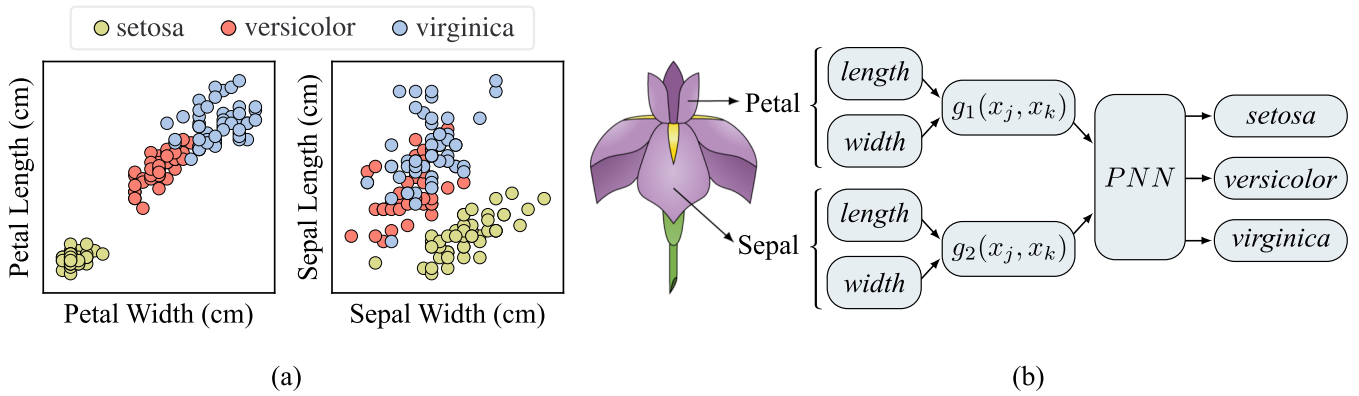 setosa
versicolor
virginica
Petal Length (cm)
Petal Width (cm)
Sepal Length (cm)
Sepal Width (cm)
(a)
Petal
length
width
g₁(xⱼ, xₖ)
Sepal
length
width
g₂(xⱼ, xₖ)
PNN
setosa
versicolor
virginica
(b)